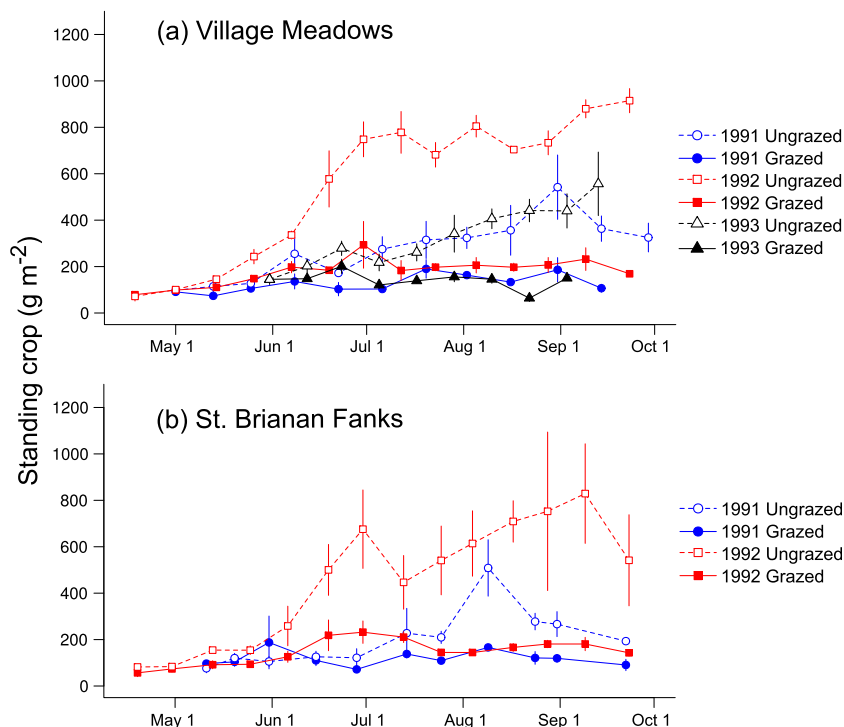 (a) Village Meadows
1200
1000
800
600
400
200
0
May 1 Jun 1 Jul 1 Aug 1 Sep 1 Oct 1
1991 Ungrazed
1991 Grazed
1992 Ungrazed
1992 Grazed
1993 Ungrazed
1993 Grazed
Standing crop (g m⁻²)
(b) St. Brianan Fanks
1200
1000
800
600
400
200
0
May 1 Jun 1 Jul 1 Aug 1 Sep 1 Oct 1
1991 Ungrazed
1991 Grazed
1992 Ungrazed
1992 Grazed